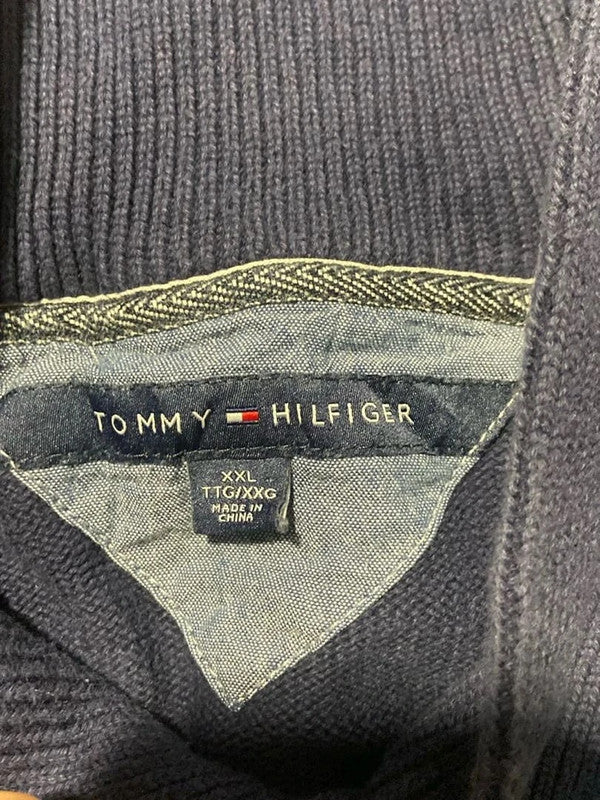 TOMMY HILFIGER
XXL
TTG/XXG
MADE IN
CHINA